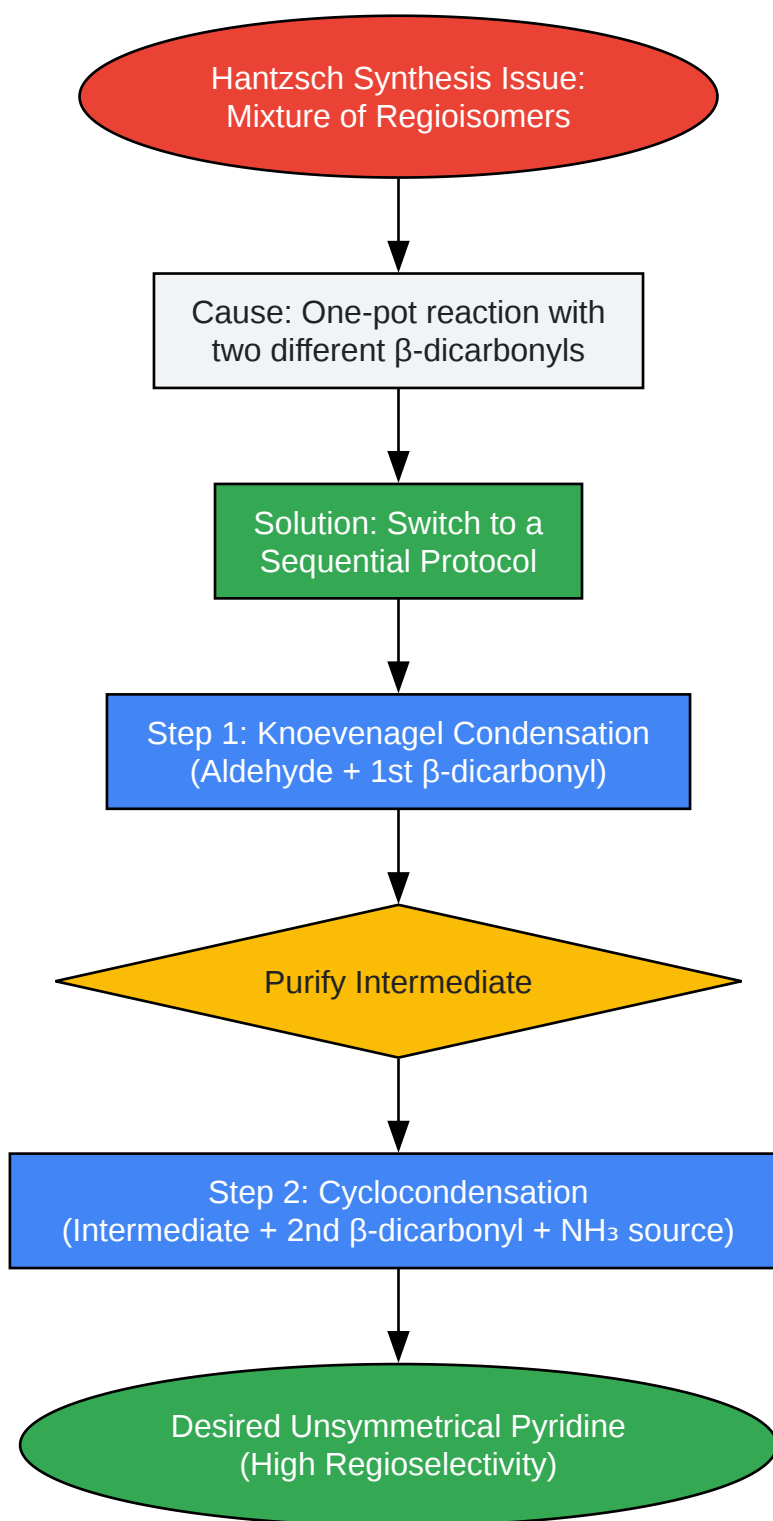 Hantzsch Synthesis Issue:
Mixture of Regioisomers
Cause: One-pot reaction with
two different β-dicarbonyls
Solution: Switch to a
Sequential Protocol
Step 1: Knoevenagel Condensation
(Aldehyde + 1st β-dicarbonyl)
Purify Intermediate
Step 2: Cyclocondensation
(Intermediate + 2nd β-dicarbonyl + NH₃ source)
Desired Unsymmetrical Pyridine
(High Regioselectivity)